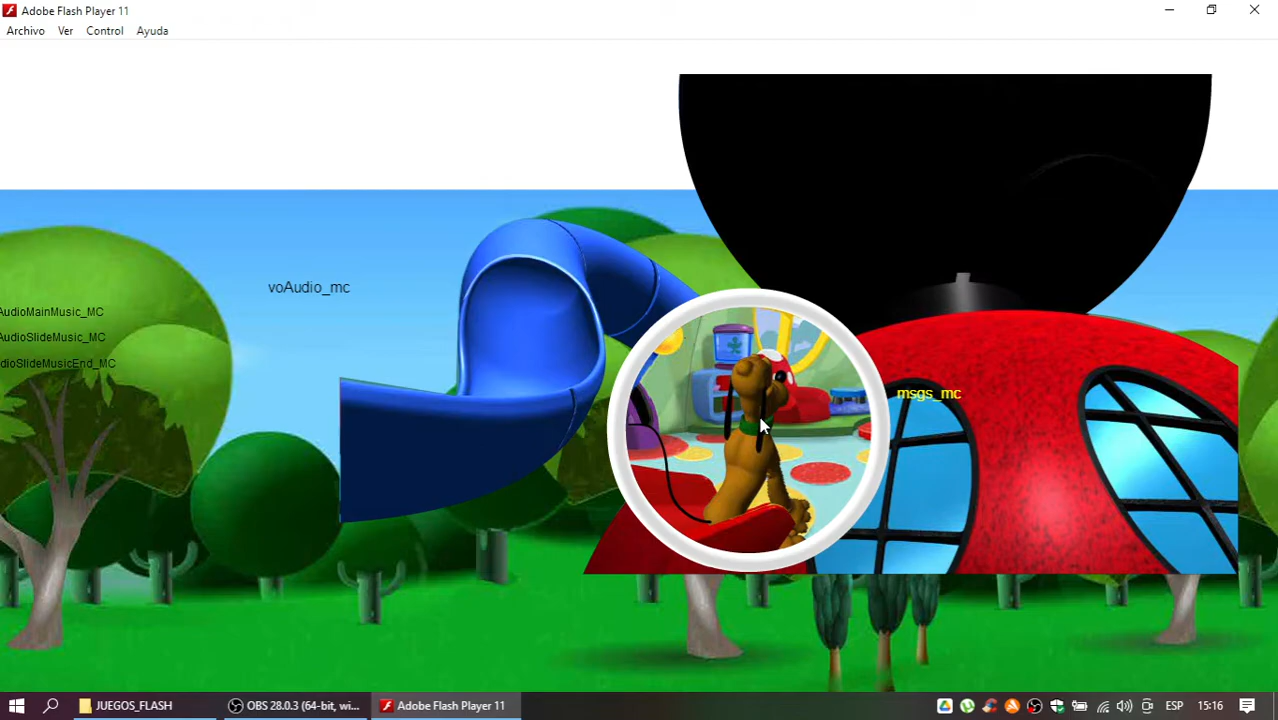 Adobe Flash Player 11
Archivo Ver Control Ayuda
voAudio_mc
AudioMainMusic_MC
AudioSlideMusic_MC
dioSlideMusicEnd_MC
msgs_mc
JUEGOS_FLASH
OBS 28.0.3 (64-bit, wi...
Adobe Flash Player 11
ESP
15:16